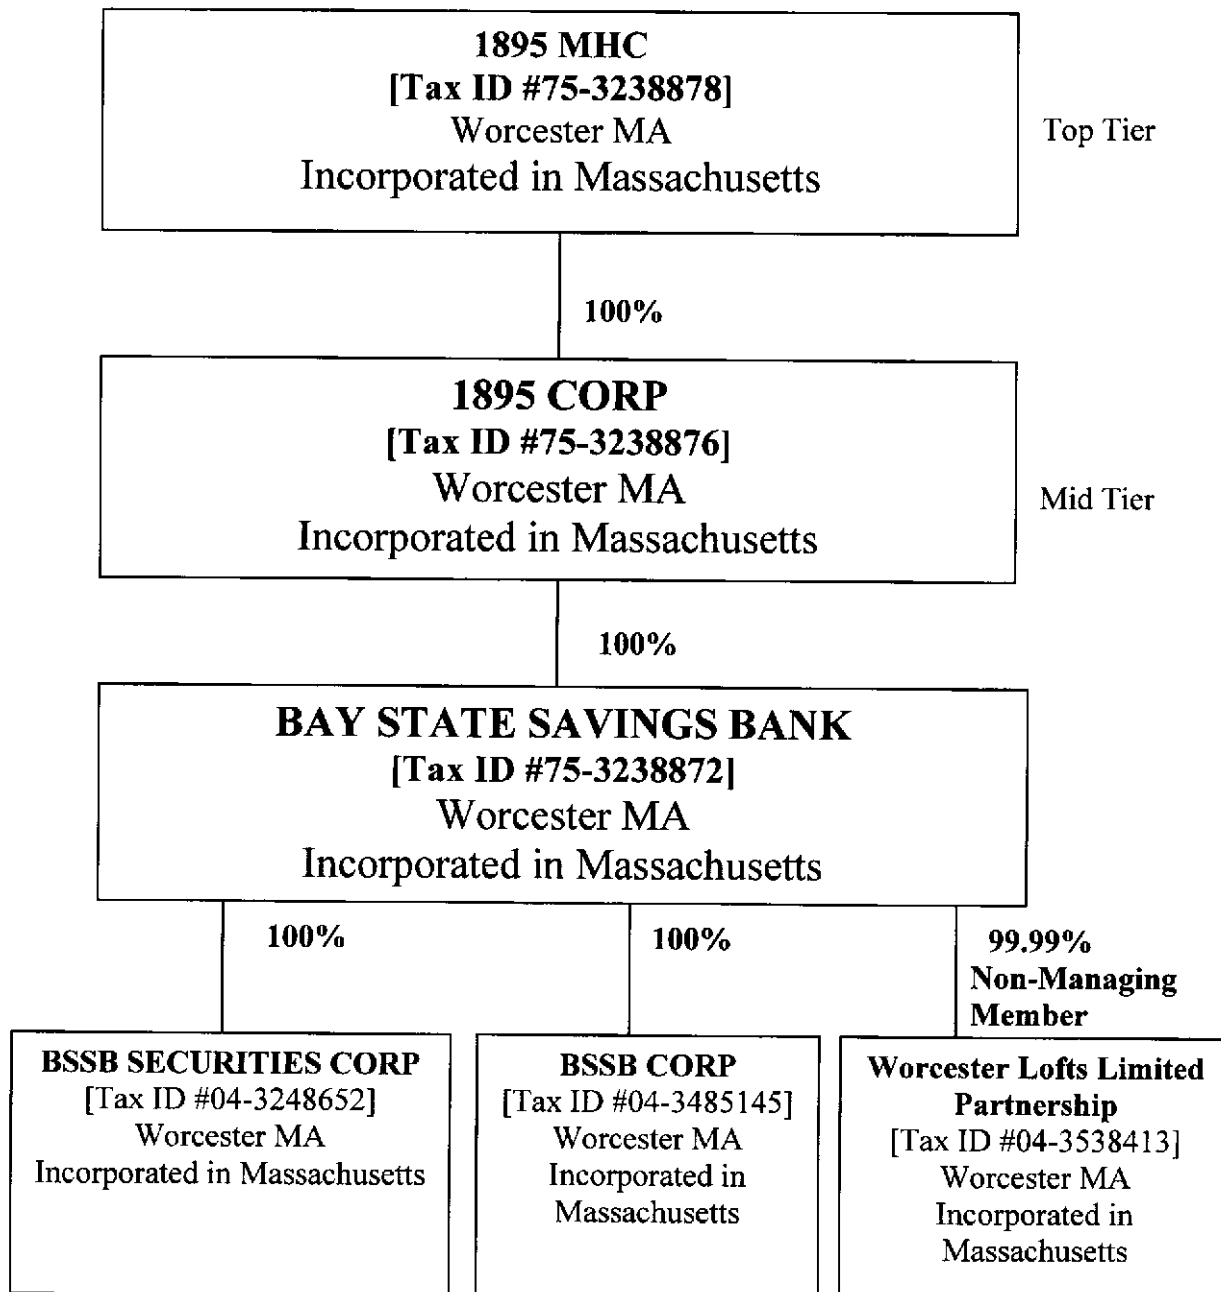 1895 MHC
[Tax ID #75-3238878]
Worcester MA
Incorporated in Massachusetts
Top Tier
100%
1895 CORP
[Tax ID #75-3238876]
Worcester MA
Incorporated in Massachusetts
Mid Tier
100%
BAY STATE SAVINGS BANK
[Tax ID #75-3238872]
Worcester MA
Incorporated in Massachusetts
100%
100%
99.99%
Non-Managing
Member
BSSB SECURITIES CORP
[Tax ID #04-3248652]
Worcester MA
Incorporated in Massachusetts
BSSB CORP
[Tax ID #04-3485145]
Worcester MA
Incorporated in
Massachusetts
Worcester Lofts Limited
Partnership
[Tax ID #04-3538413]
Worcester MA
Incorporated in
Massachusetts